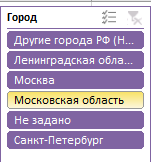 Город
Другие города РФ (Н...
Ленинградская обла...
Москва
Московская область
Не задано
Санкт-Петербург